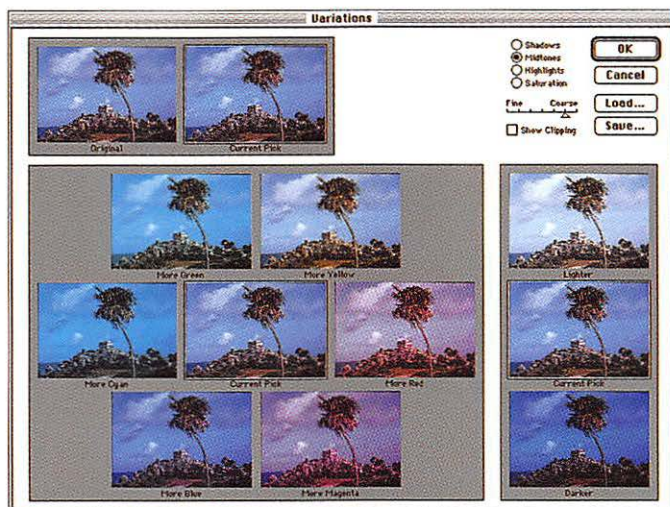 Variations
Original
Current Pick
Shadows
Midtones
Highlights
Saturation
Fine
Coarse
Show Clipping
OK
Cancel
Load...
Save...
More Green
More Yellow
More Cyan
Current Pick
More Red
More Blue
More Magenta
Lighter
Current Pick
Darker